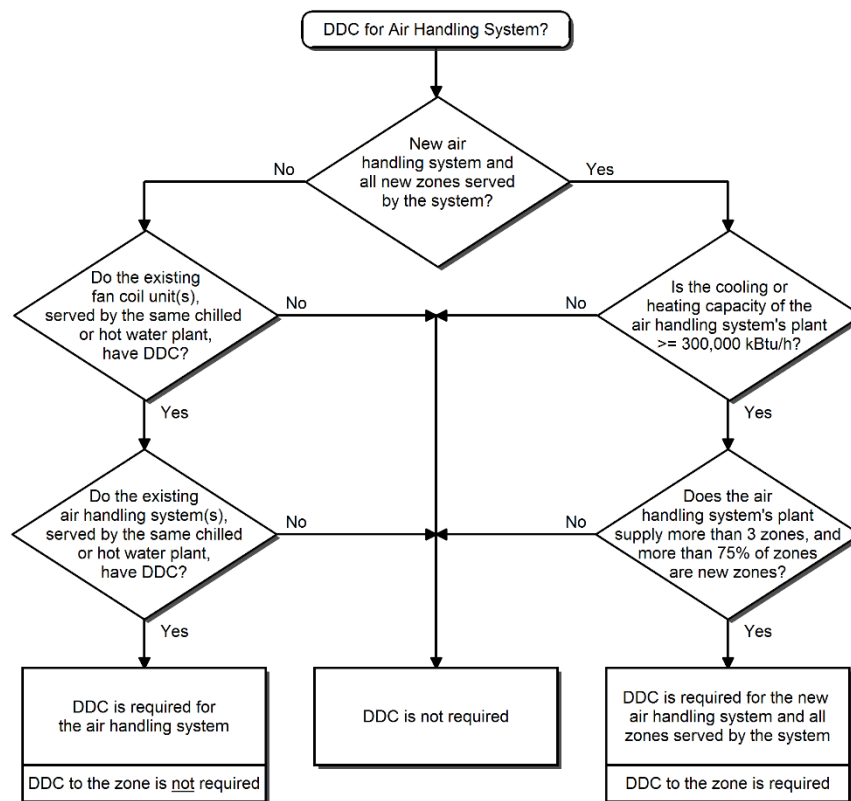 DDC for Air Handling System?
New air
handling system and
all new zones served
by the system?
No
Yes
Do the existing
fan coil unit(s),
served by the same chilled
or hot water plant,
have DDC?
No
No
Is the cooling or
heating capacity of the
air handling system's plant
>= 300,000 kBtu/h?
Yes
Yes
Do the existing
air handling system(s),
served by the same chilled
or hot water plant,
have DDC?
No
No
Does the air
handling system's plant
supply more than 3 zones, and
more than 75% of zones
are new zones?
Yes
Yes
DDC is required for
the air handling system
DDC to the zone is not required
DDC is not required
DDC is required for the new
air handling system and all
zones served by the system
DDC to the zone is required